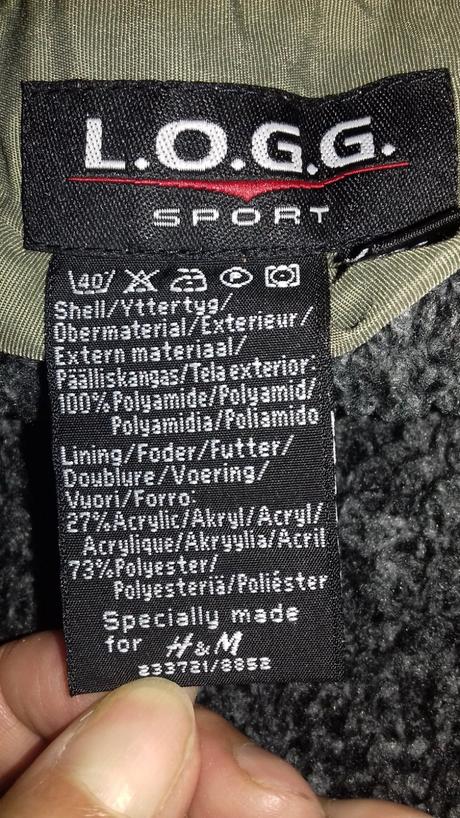 L.O.G.G.
SPORT
40°
Shell/Yttertyg/
Obermaterial/Exterieur/
Extern materiaal/
Päälliskangas/Tela exterior:
100%Polyamide/Polyamid/
Polyamidia/Poliamido
Lining/Foder/Futter/
Doublure/Voering/
Vuori/Forro:
27%Acrylic/Akryl/Acryl/
Acrylique/Akryylia/Acril
73%Polyester/
Polyesteriä/Poliéster
Specially made
for H&M
233721/8852